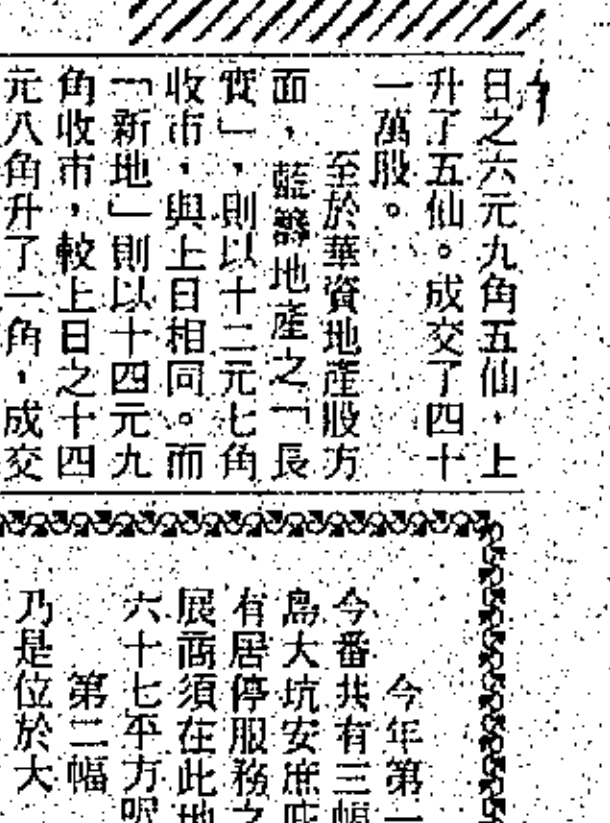 日之六元九角五仙，上
升了五仙。成交了四十
一萬股。
至於華資地產股方
面，藍籌地產之「長
實」，則以十二元七角
收市，與上日相同。而
「新地」則以十四元九
角收市，較上日之十四
元八角升了一角，成交
今年第一
今番共有三幅
島大坑安庶庇
有居停服務之
展商須在此地
六十七平方呎
第二幅
乃是位於大